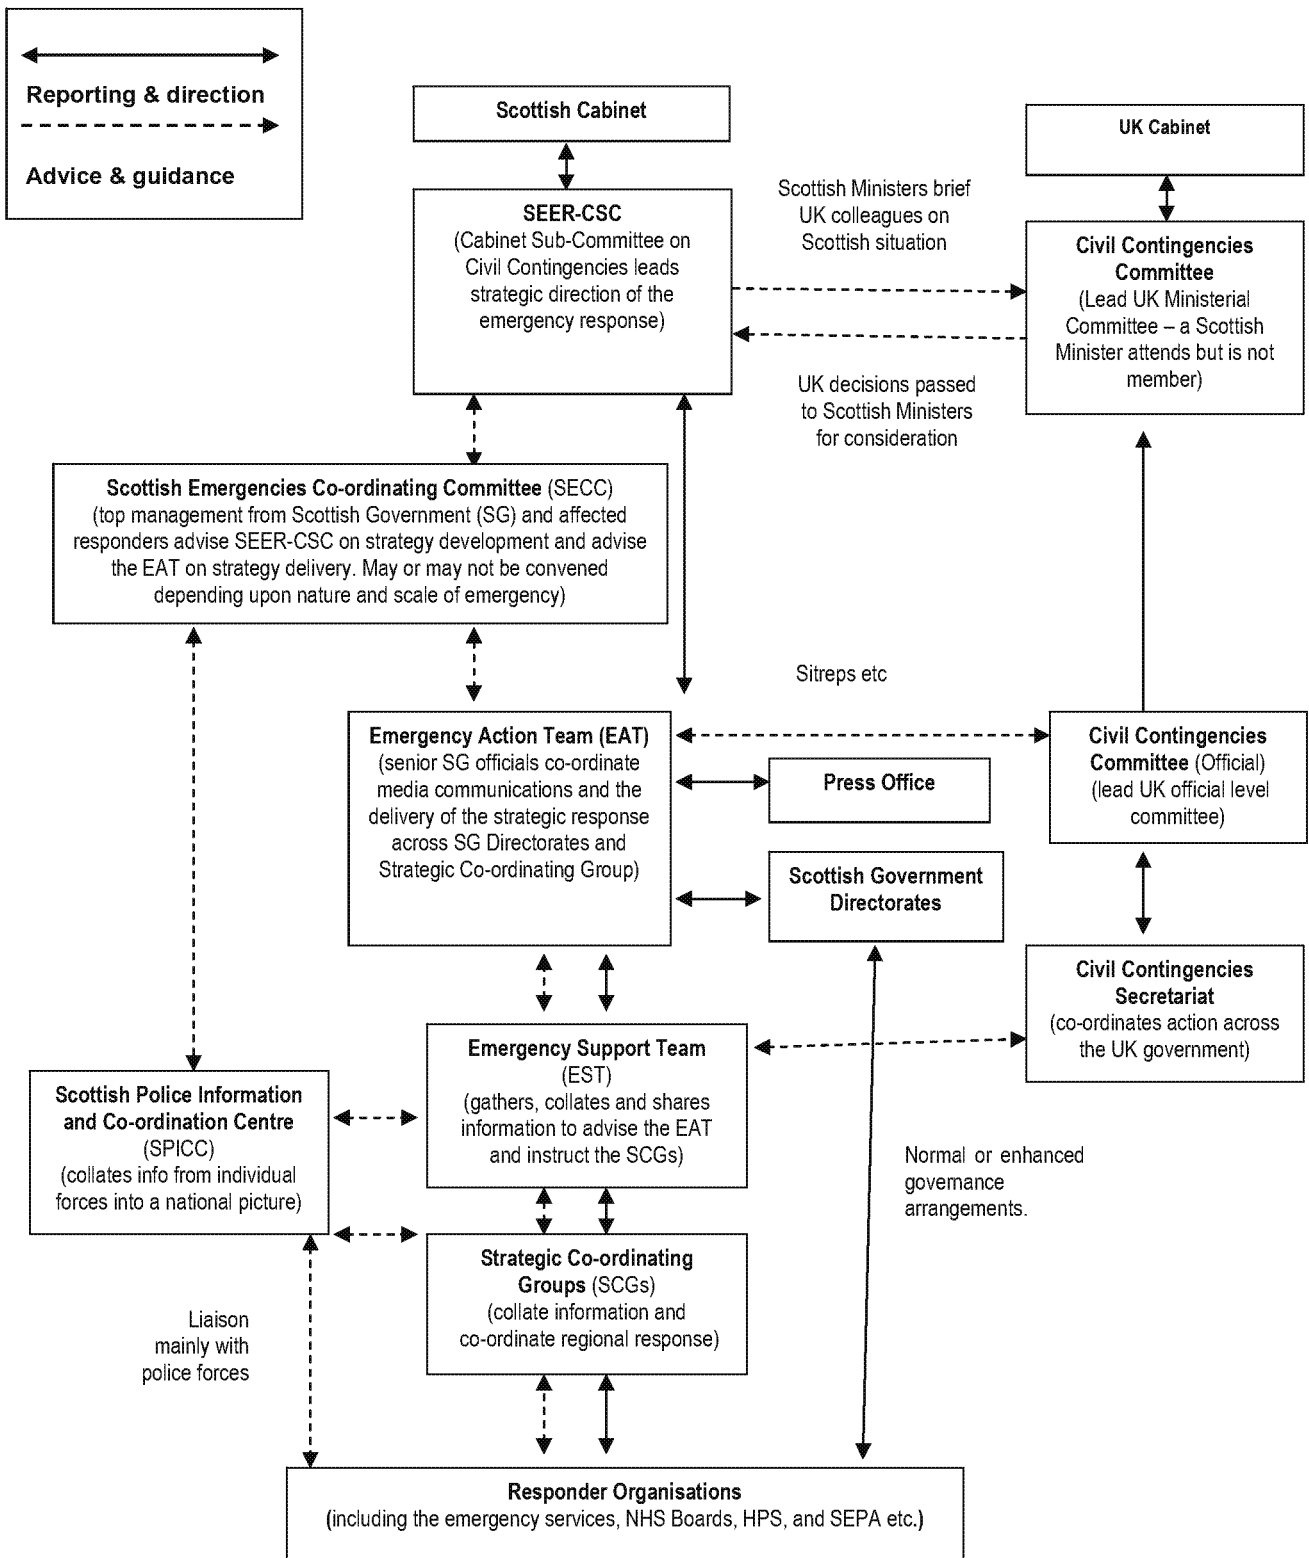 Reporting & direction
Advice & guidance
Scottish Cabinet
UK Cabinet
SEER-CSC
(Cabinet Sub-Committee on
Civil Contingencies leads
strategic direction of the
emergency response)
Scottish Ministers brief
UK colleagues on
Scottish situation
Civil Contingencies
Committee
(Lead UK Ministerial
Committee – a Scottish
Minister attends but is not
member)
UK decisions passed
to Scottish Ministers
for consideration
Scottish Emergencies Co-ordinating Committee (SECC)
(top management from Scottish Government (SG) and affected
responders advise SEER-CSC on strategy development and advise
the EAT on strategy delivery. May or may not be convened
depending upon nature and scale of emergency)
Sitreps etc
Emergency Action Team (EAT)
(senior SG officials co-ordinate
media communications and the
delivery of the strategic response
across SG Directorates and
Strategic Co-ordinating Group)
Press Office
Civil Contingencies
Committee (Official)
(lead UK official level
committee)
Scottish Government
Directorates
Civil Contingencies
Secretariat
(co-ordinates action across
the UK government)
Emergency Support Team
(EST)
(gathers, collates and shares
information to advise the EAT
and instruct the SCGs)
Scottish Police Information
and Co-ordination Centre
(SPICC)
(collates info from individual
forces into a national picture)
Normal or enhanced
governance
arrangements.
Strategic Co-ordinating
Groups (SCGs)
(collate information and
co-ordinate regional response)
Liaison
mainly with
police forces
Responder Organisations
(including the emergency services, NHS Boards, HPS, and SEPA etc.)